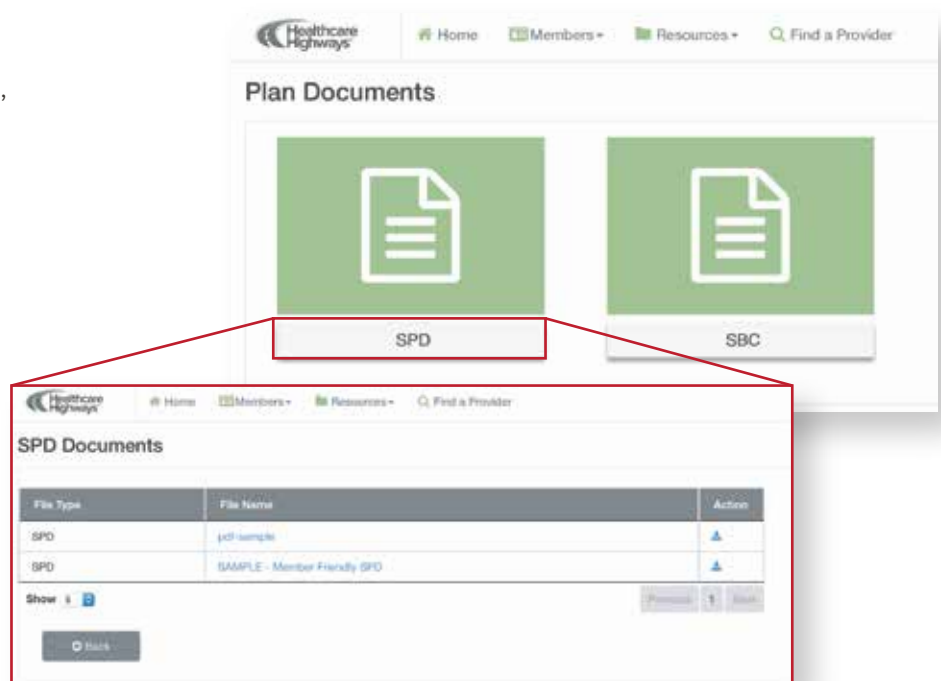 ,
Healthcare Highways Home Members Resources Find a Provider
Plan Documents
SPD SBC
Healthcare Highways Home Members Resources Find a Provider
SPD Documents
File Type File Name Action
SPD pdf-sample
SPD SAMPLE - Member Friendly SPD
Show Previous 1 Next
Back